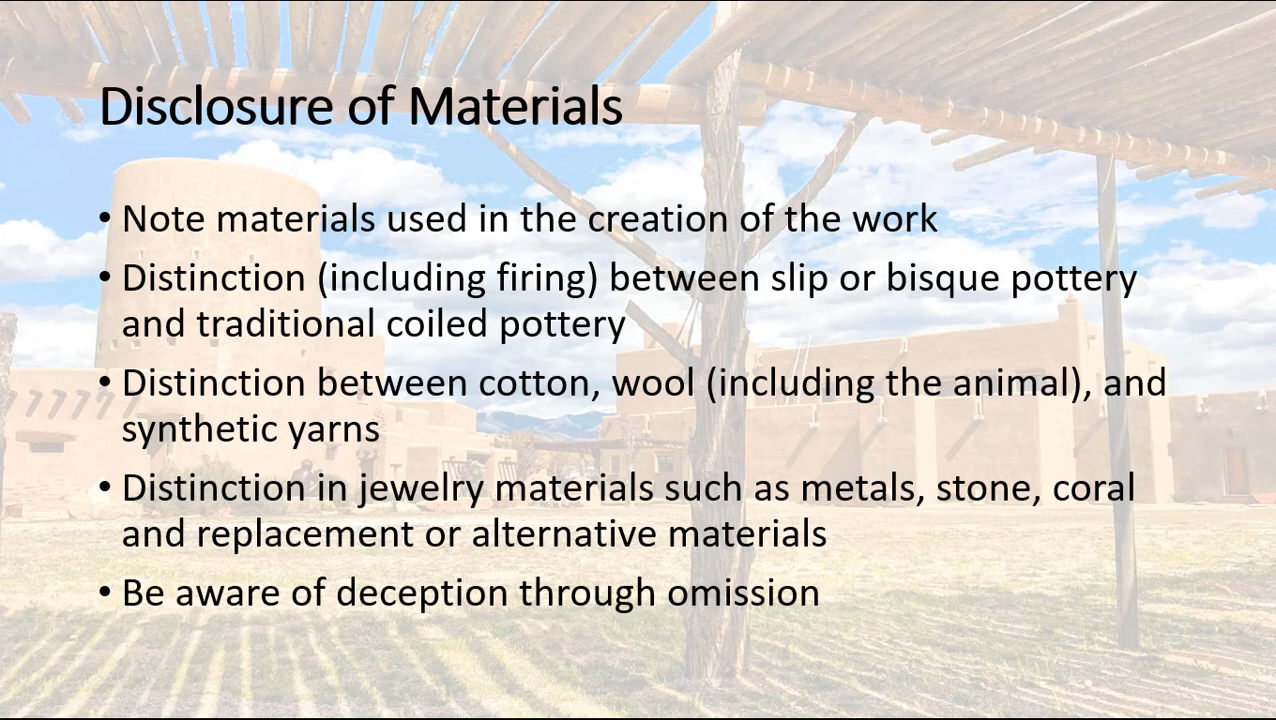 Disclosure of Materials
• Note materials used in the creation of the work
• Distinction (including firing) between slip or bisque pottery
and traditional coiled pottery
• Distinction between cotton, wool (including the animal), and
synthetic yarns
• Distinction in jewelry materials such as metals, stone, coral
and replacement or alternative materials
• Be aware of deception through omission